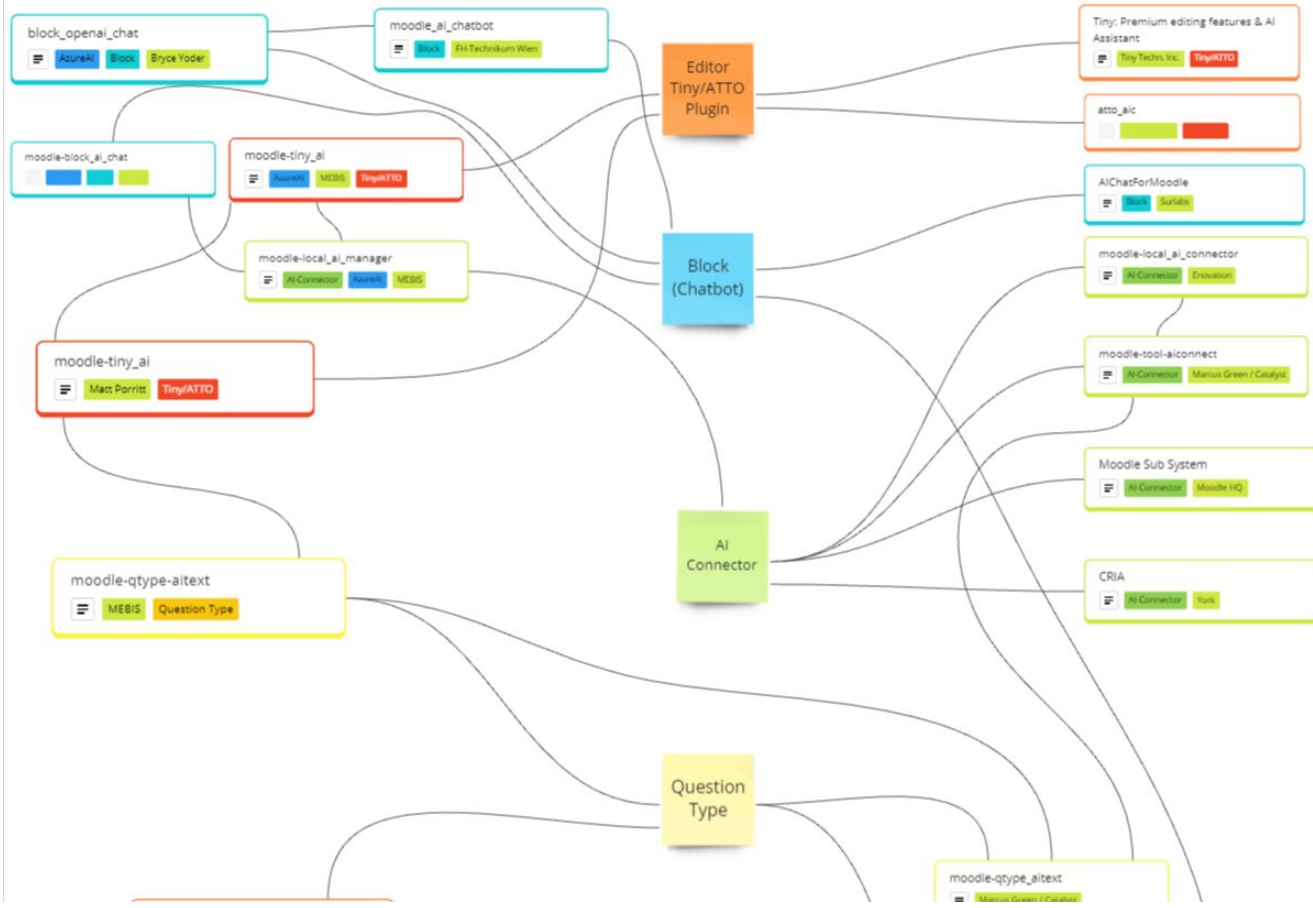 block_openai_chat
AzureAI Block Bryce Yoder
moodle_ai_chatbot
Block FH-Technikum Wien
Editor
Tiny/ATTO
Plugin
Tiny: Premium editing features & AI
Assistant
Tiny Techn. Inc. Tiny/ATTO
atto_aic
moodle-block_ai_chat
moodle-tiny_ai
AzureAI MEBIS Tiny/ATTO
AIChatForMoodle
Block Surlabs
moodle-local_ai_manager
AI-Connector AzureAI MEBIS
Block
(Chatbot)
moodle-local_ai_connector
AI-Connector Enovation
moodle-tiny_ai
Matt Porritt Tiny/ATTO
moodle-tool-aiconnect
AI-Connector Marcus Green / Catalyst
Moodle Sub System
AI-Connector Moodle HQ
AI
Connector
CRIA
AI-Connector York
moodle-qtype-aitext
MEBIS Question Type
Question
Type
moodle-qtype_aitext
Marcus Green / Catalyst